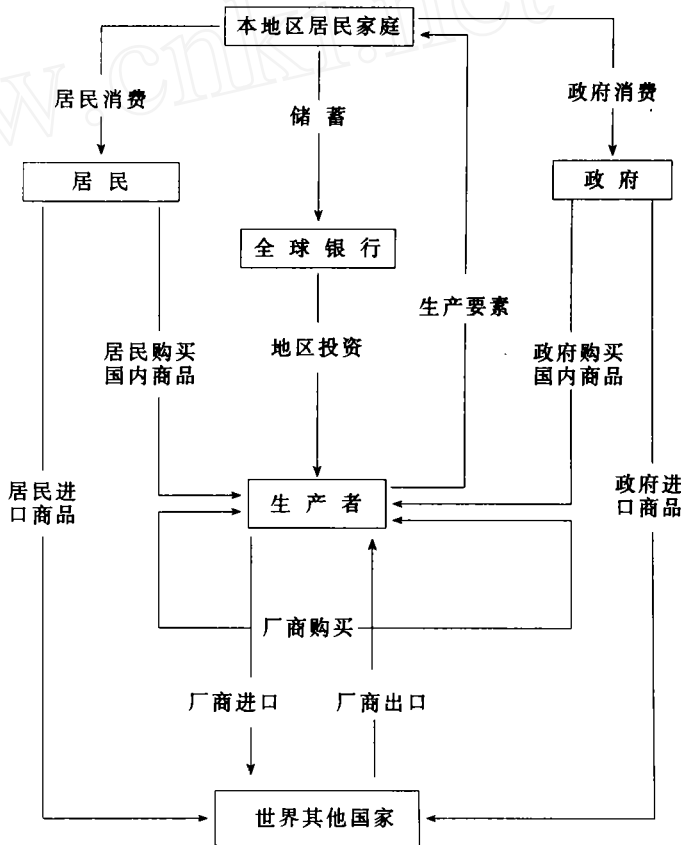 本地区居民家庭
居民消费
政府消费
储蓄
居民
政府
全球银行
生产要素
居民购买
国内商品
地区投资
政府购买
国内商品
居民进
口商品
生产者
政府进
口商品
厂商购买
厂商进口
厂商出口
世界其他国家